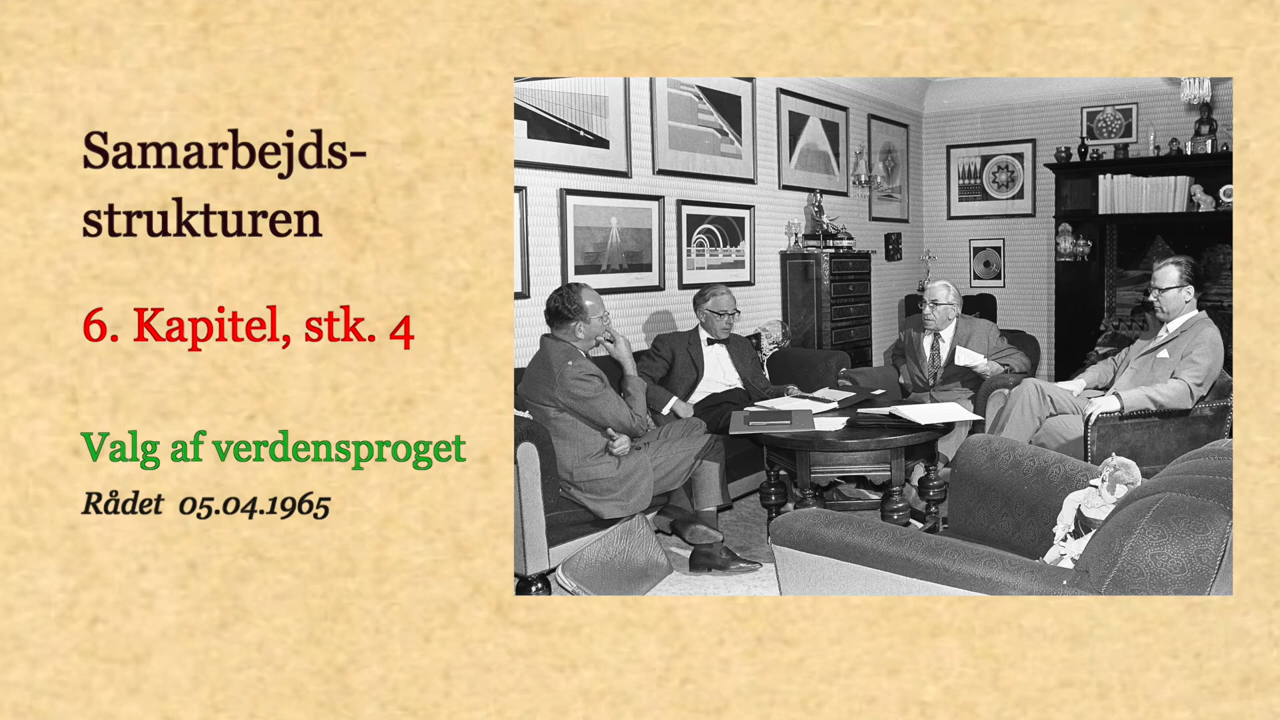 Samarbejds-
strukturen
6. Kapitel, stk. 4
Valg af verdensproget
Rådet 05.04.1965